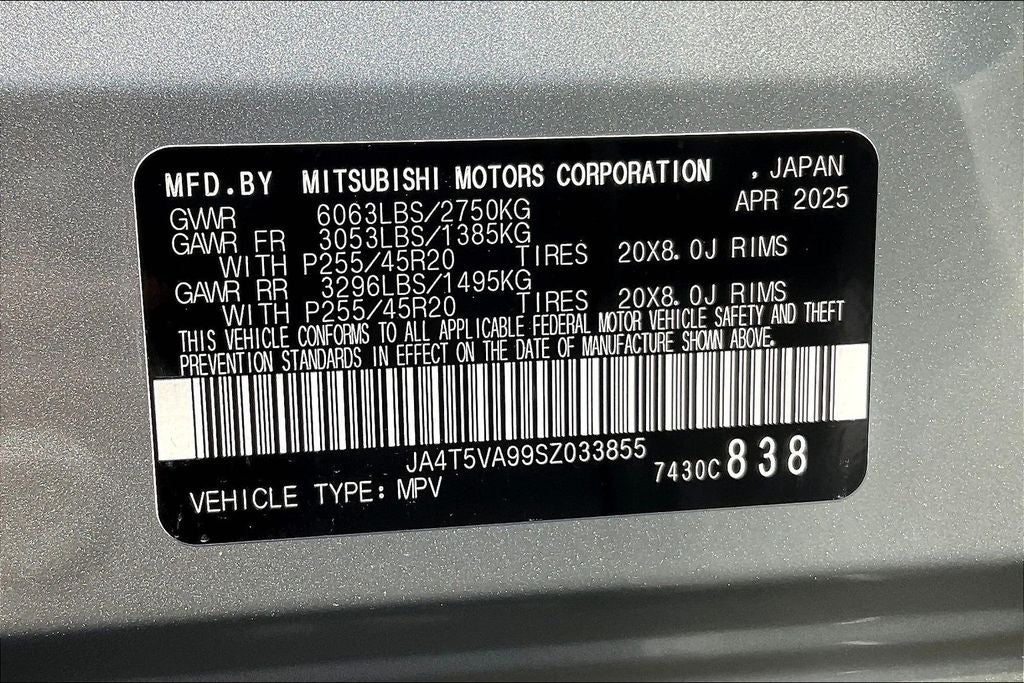 MFD.BY MITSUBISHI MOTORS CORPORATION , JAPAN
APR 2025
GVWR 6063LBS/2750KG
GAWR FR 3053LBS/1385KG
WITH P255/45R20 TIRES 20X8.0J RIMS
GAWR RR 3296LBS/1495KG
WITH P255/45R20 TIRES 20X8.0J RIMS
THIS VEHICLE CONFORMS TO ALL APPLICABLE FEDERAL MOTOR VEHICLE SAFETY AND THEFT
PREVENTION STANDARDS IN EFFECT ON THE DATE OF MANUFACTURE SHOWN ABOVE.
JA4T5VA99SZ033855
7430C 838
VEHICLE TYPE: MPV